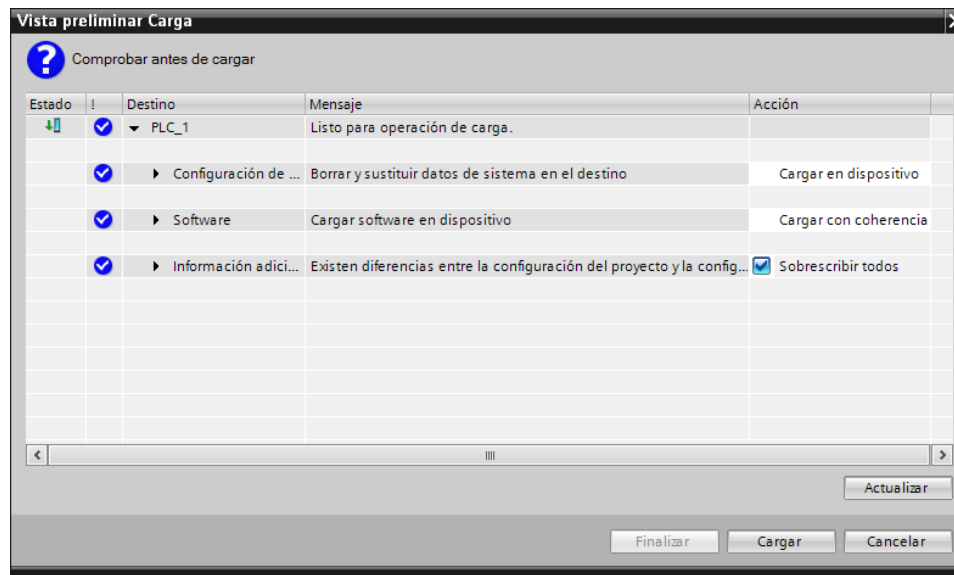 Vista preliminar Carga
Comprobar antes de cargar
Estado ! Destino Mensaje Acción
PLC_1 Listo para operación de carga.
Configuración de ... Borrar y sustituir datos de sistema en el destino Cargar en dispositivo
Software Cargar software en dispositivo Cargar con coherencia
Información adici... Existen diferencias entre la configuración del proyecto y la config... Sobrescribir todos
Actualizar
Finalizar Cargar Cancelar